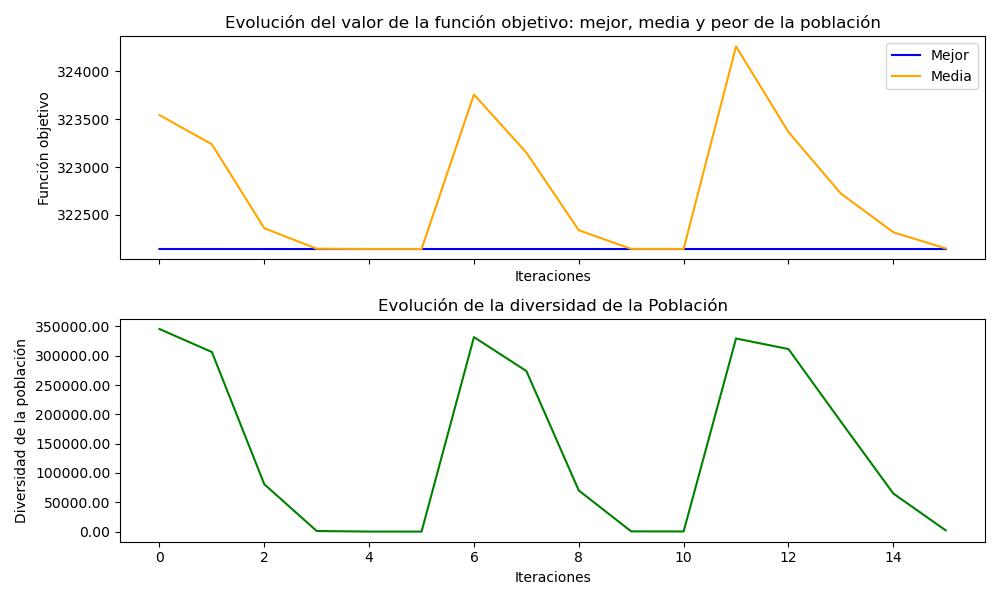 Evolución del valor de la función objetivo: mejor, media y peor de la población
Función objetivo
324000
323500
323000
322500
Mejor
Media
Iteraciones
Evolución de la diversidad de la Población
Diversidad de la población
350000.00
300000.00
250000.00
200000.00
150000.00
100000.00
50000.00
0.00
0 2 4 6 8 10 12 14
Iteraciones